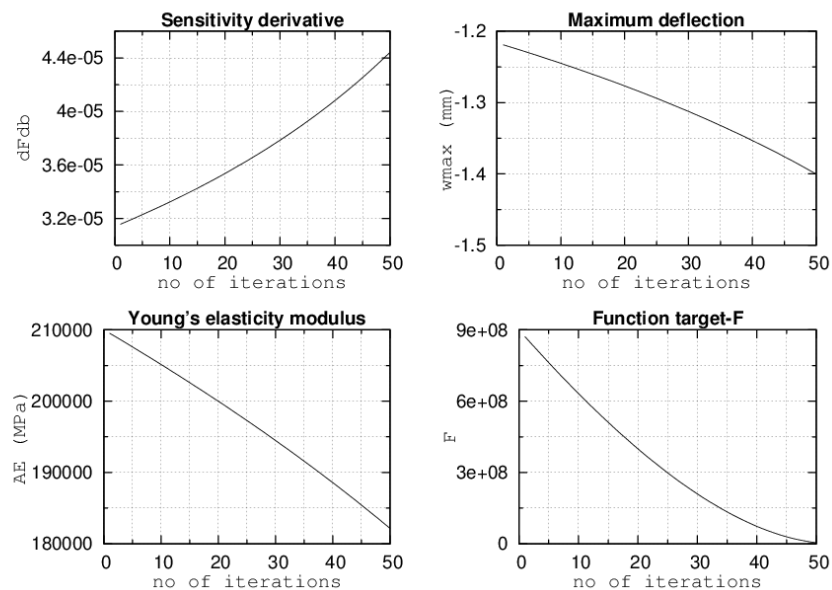 Sensitivity derivative
4.4e-05
4e-05
3.6e-05
3.2e-05
dFdb
0 10 20 30 40 50
no of iterations
Maximum deflection
-1.2
-1.3
-1.4
-1.5
wmax (mm)
0 10 20 30 40 50
no of iterations
Young's elasticity modulus
210000
200000
190000
180000
AE (MPa)
0 10 20 30 40 50
no of iterations
Function target-F
9e+08
6e+08
3e+08
0
F
0 10 20 30 40 50
no of iterations